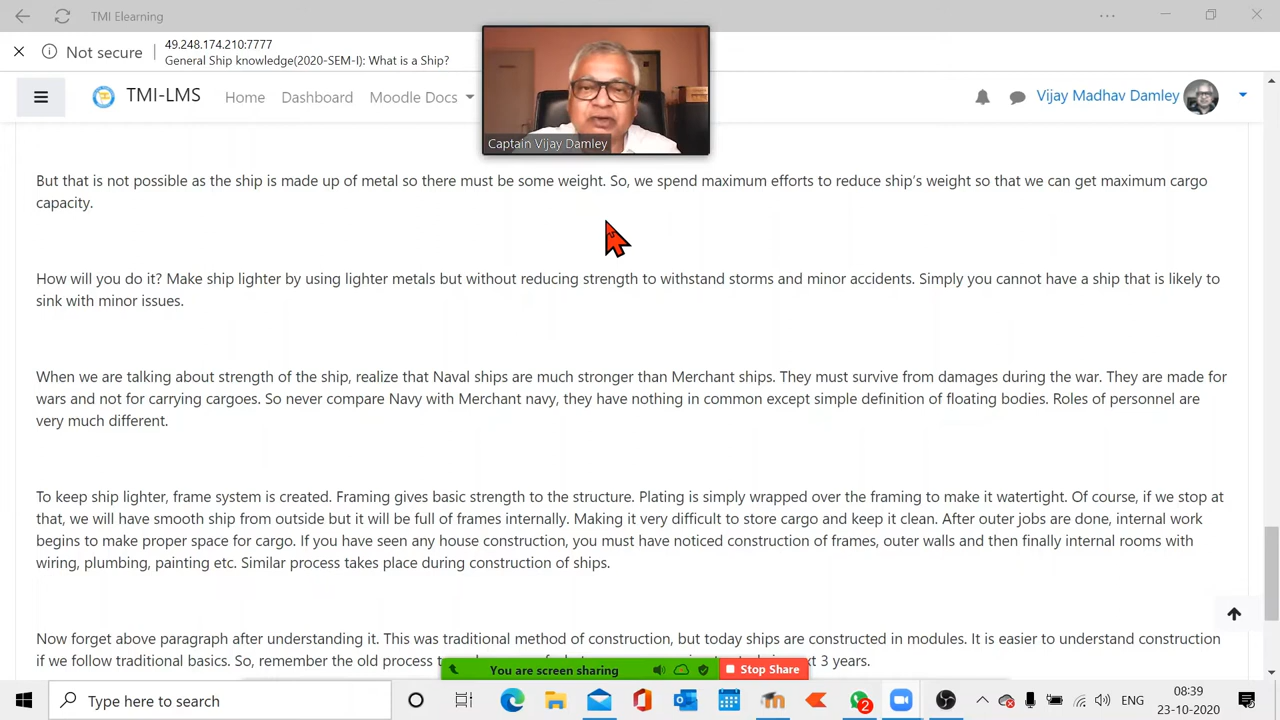 TMI Elearning
Not secure
49.248.174.210:7777
General Ship knowledge(2020-SEM-I): What is a Ship?
TMI-LMS
Home
Dashboard
Moodle Docs
Vijay Madhav Damley
Captain Vijay Damley
But that is not possible as the ship is made up of metal so there must be some weight. So, we spend maximum efforts to reduce ship's weight so that we can get maximum cargo
capacity.
How will you do it? Make ship lighter by using lighter metals but without reducing strength to withstand storms and minor accidents. Simply you cannot have a ship that is likely to
sink with minor issues.
When we are talking about strength of the ship, realize that Naval ships are much stronger than Merchant ships. They must survive from damages during the war. They are made for
wars and not for carrying cargoes. So never compare Navy with Merchant navy, they have nothing in common except simple definition of floating bodies. Roles of personnel are
very much different.
To keep ship lighter, frame system is created. Framing gives basic strength to the structure. Plating is simply wrapped over the framing to make it watertight. Of course, if we stop at
that, we will have smooth ship from outside but it will be full of frames internally. Making it very difficult to store cargo and keep it clean. After outer jobs are done, internal work
begins to make proper space for cargo. If you have seen any house construction, you must have noticed construction of frames, outer walls and then finally internal rooms with
wiring, plumbing, painting etc. Similar process takes place during construction of ships.
Now forget above paragraph after understanding it. This was traditional method of construction, but today ships are constructed in modules. It is easier to understand construction
if we follow traditional basics. So, remember the old process t xt 3 years.
You are screen sharing
Stop Share
Type here to search
2
ENG
08:39
23-10-2020